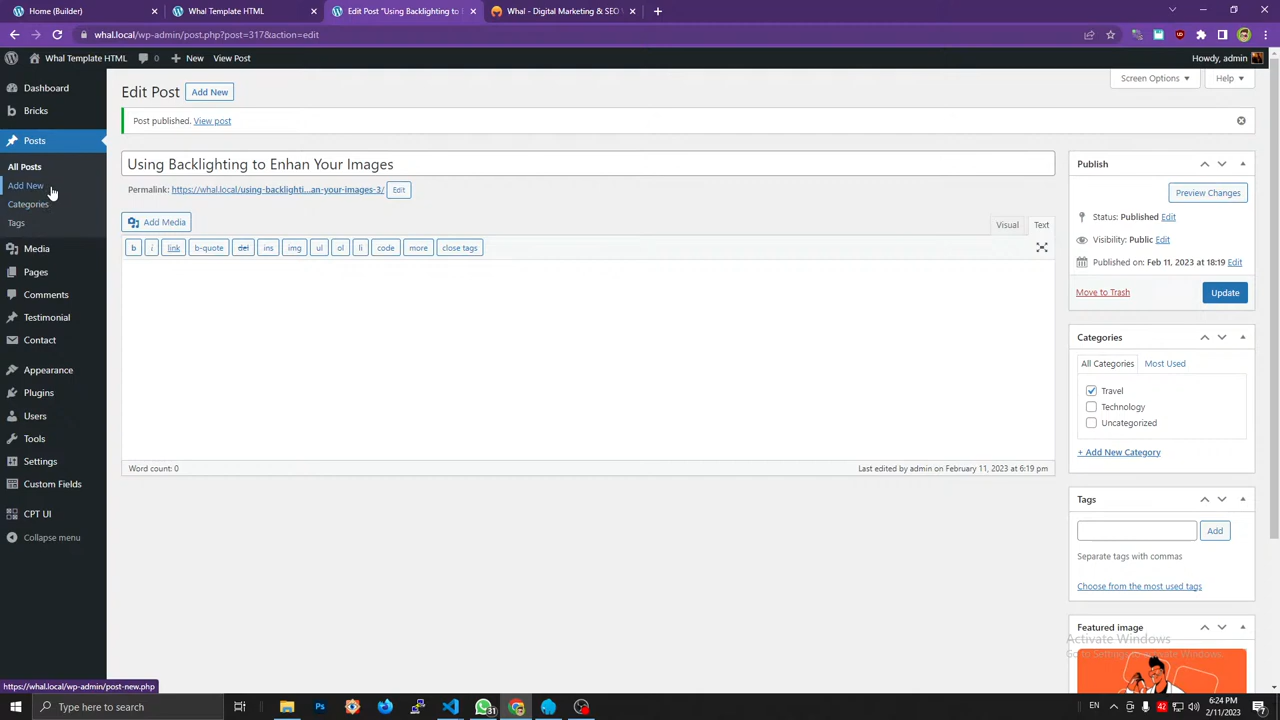 Home (Builder)
Whal HTML
Edit Post "Using Backlighting to
Whal - Digital Marketing & SEO
whal.local/wp-admin/post.php?post=317&action=edit
Whal Template HTML
0
New
View Post
Howdy, admin
Dashboard
Bricks
Posts
All Posts
Add New
Categories
Tags
Media
Pages
Comments
Testimonial
Contact
Appearance
Plugins
Users
Tools
Settings
Custom Fields
CPT UI
Collapse menu
Screen Options
Help
Edit Post
Add New
Post published. View post
Using Backlighting to Enhan Your Images
Permalink: https://whal.local/using-backlighti...an-your-images-3/ Edit
Add Media
Visual
Text
b i link b-quote del ins img ul ol li code more close tags
Word count: 0
Last edited by admin on February 11, 2023 at 6:19 pm
Publish
Preview Changes
Status: Published Edit
Visibility: Public Edit
Published on: Feb 11, 2023 at 18:19 Edit
Move to Trash
Update
Categories
All Categories
Most Used
Travel
Technology
Uncategorized
+ Add New Category
Tags
Add
Separate tags with commas
Choose from the most used tags
Featured image
Activate Windows
https://whal.local/wp-admin/post-new.php
Type here to search
31
EN
42
6:24 PM
2/11/2023